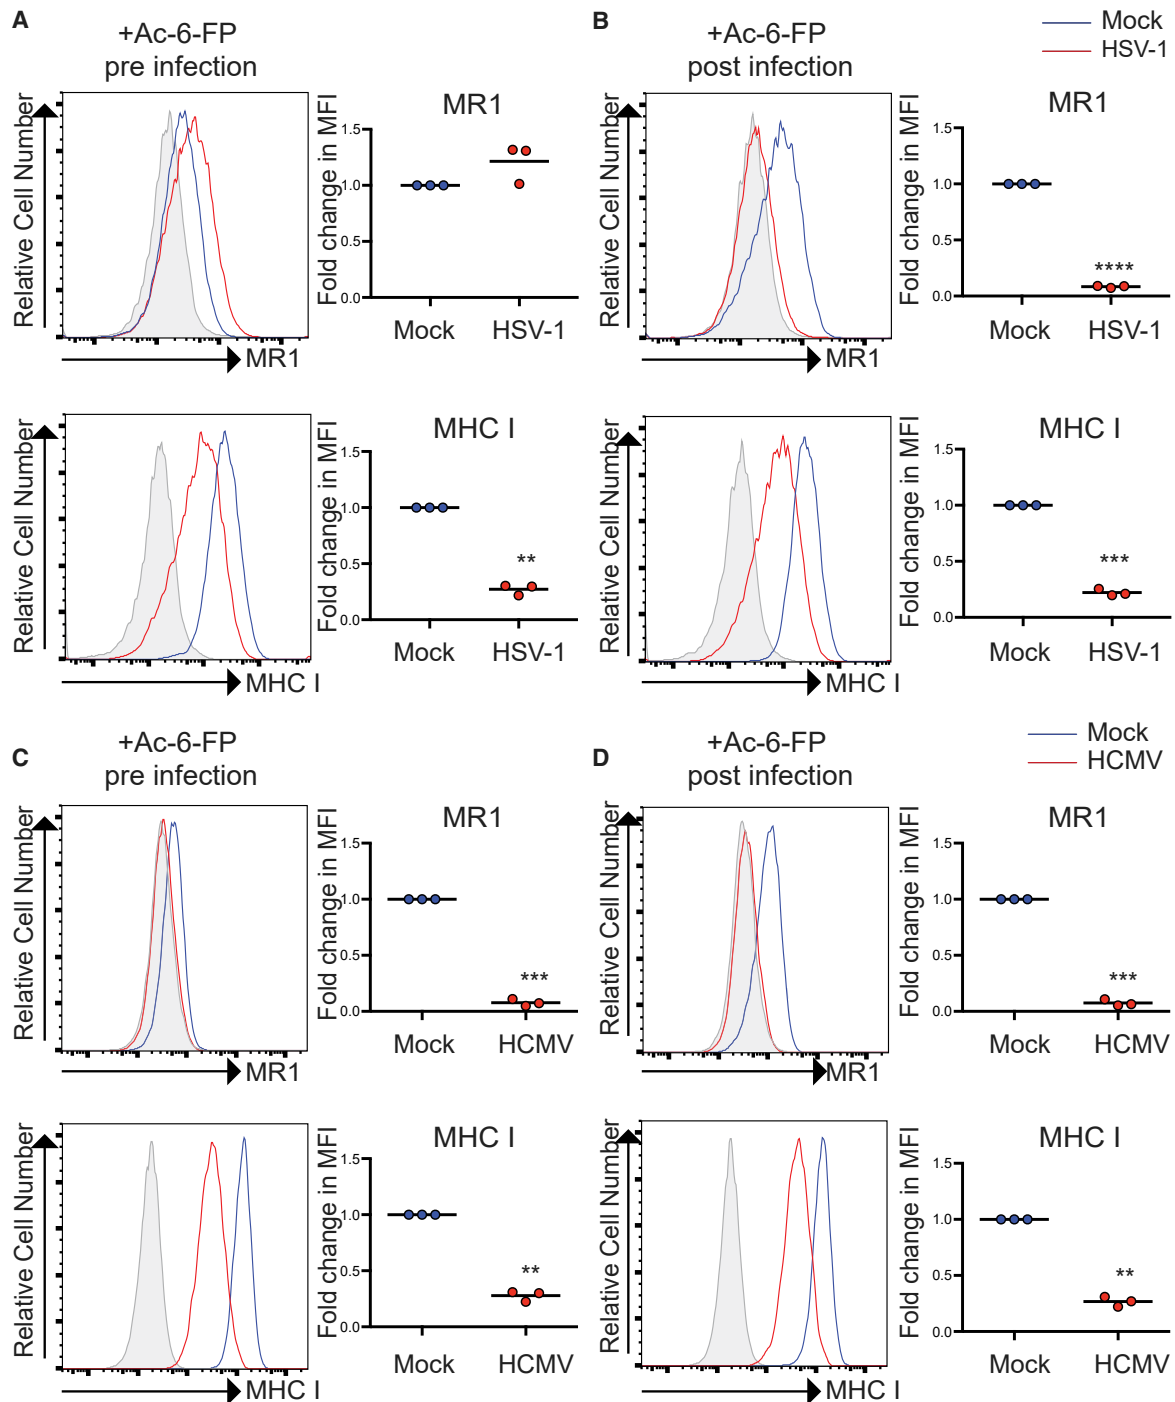 A
+Ac-6-FP
pre infection
Relative Cell Number
MR1
MR1
Fold change in MFI
1.5
1.0
0.5
0.0
Mock
HSV-1
Relative Cell Number
MHC I
MHC I
Fold change in MFI
1.5
1.0
0.5
0.0
**
Mock
HSV-1
B
+Ac-6-FP
post infection
Mock
HSV-1
Relative Cell Number
MR1
MR1
Fold change in MFI
1.5
1.0
0.5
0.0
****
Mock
HSV-1
Relative Cell Number
MHC I
MHC I
Fold change in MFI
1.5
1.0
0.5
0.0
***
Mock
HSV-1
C
+Ac-6-FP
pre infection
Relative Cell Number
MR1
MR1
Fold change in MFI
1.5
1.0
0.5
0.0
***
Mock
HCMV
Relative Cell Number
MHC I
MHC I
Fold change in MFI
1.5
1.0
0.5
0.0
**
Mock
HCMV
D
+Ac-6-FP
post infection
Mock
HCMV
Relative Cell Number
MR1
MR1
Fold change in MFI
1.5
1.0
0.5
0.0
***
Mock
HCMV
Relative Cell Number
MHC I
MHC I
Fold change in MFI
1.5
1.0
0.5
0.0
**
Mock
HCMV